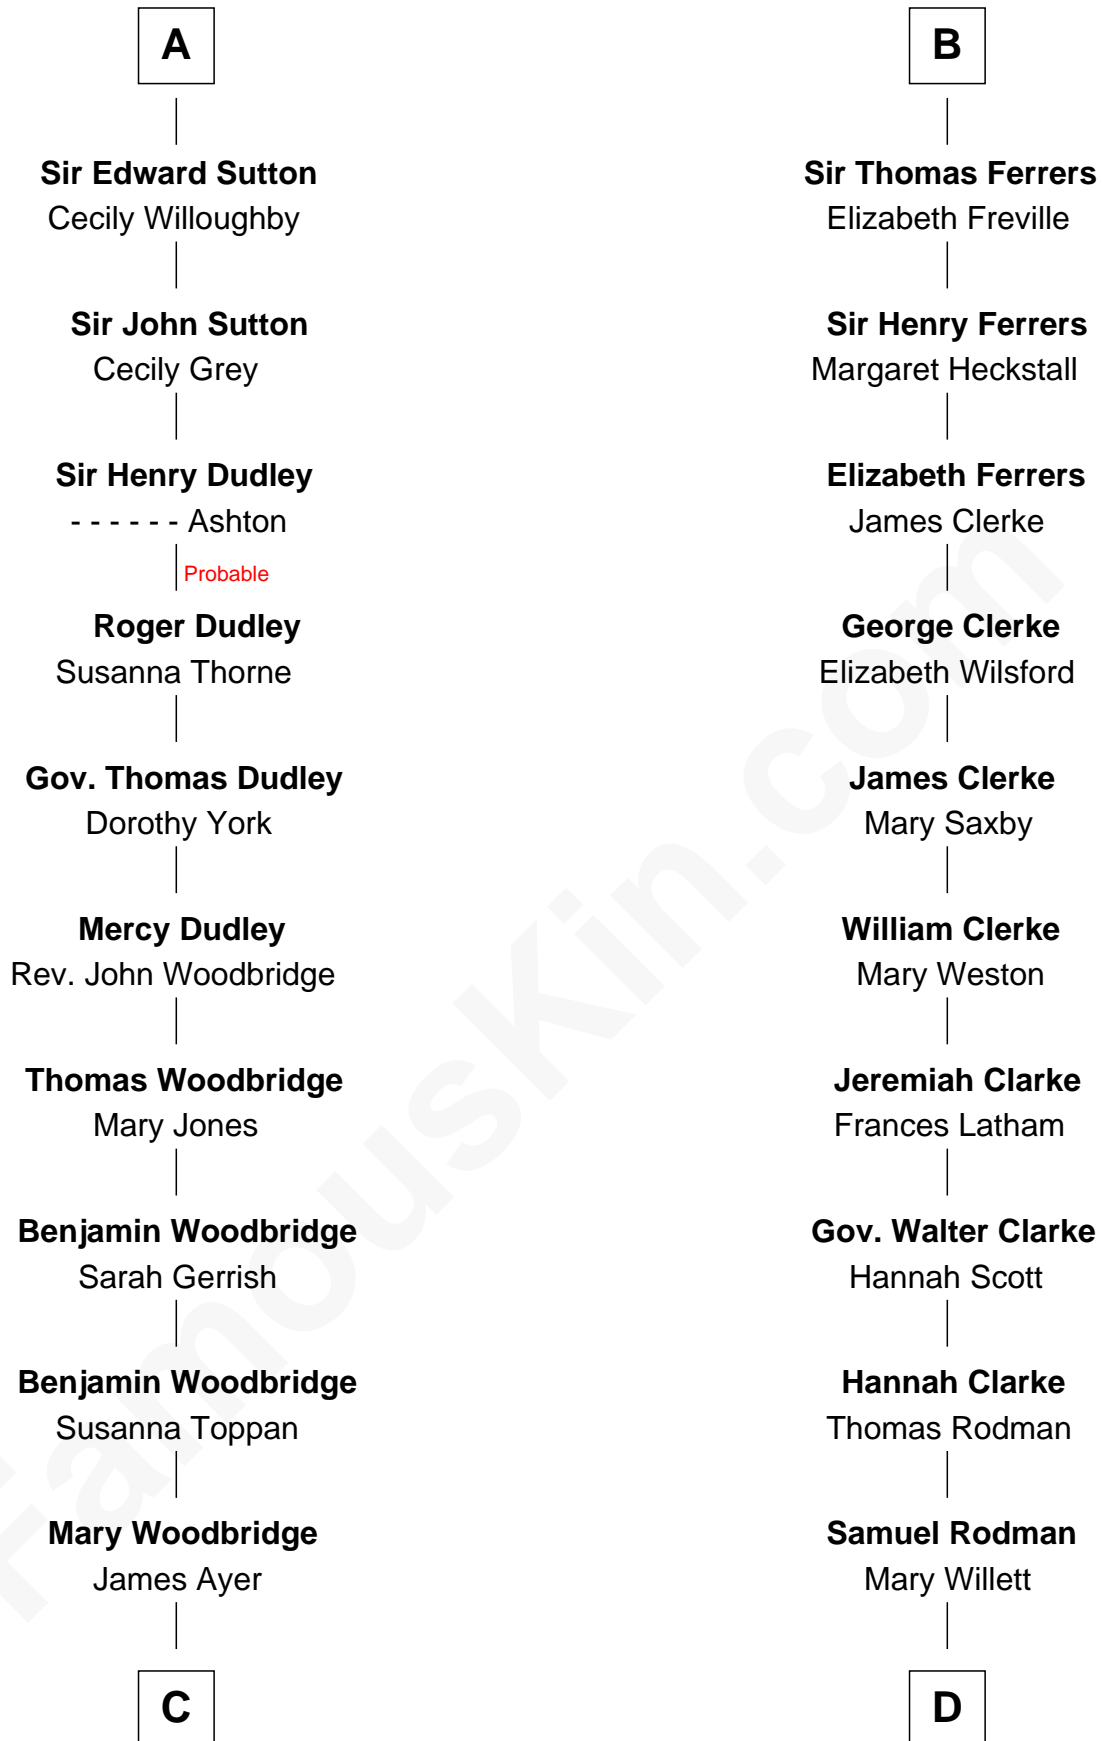 A
Sir Edward Sutton
Cecily Willoughby
Sir John Sutton
Cecily Grey
Sir Henry Dudley
- - - - - - Ashton
Probable
Roger Dudley
Susanna Thorne
Gov. Thomas Dudley
Dorothy York
Mercy Dudley
Rev. John Woodbridge
Thomas Woodbridge
Mary Jones
Benjamin Woodbridge
Sarah Gerrish
Benjamin Woodbridge
Susanna Toppan
Mary Woodbridge
James Ayer
C
B
Sir Thomas Ferrers
Elizabeth Freville
Sir Henry Ferrers
Margaret Heckstall
Elizabeth Ferrers
James Clerke
George Clerke
Elizabeth Wilsford
James Clerke
Mary Saxby
William Clerke
Mary Weston
Jeremiah Clarke
Frances Latham
Gov. Walter Clarke
Hannah Scott
Hannah Clarke
Thomas Rodman
Samuel Rodman
Mary Willett
D
FamousKin.com